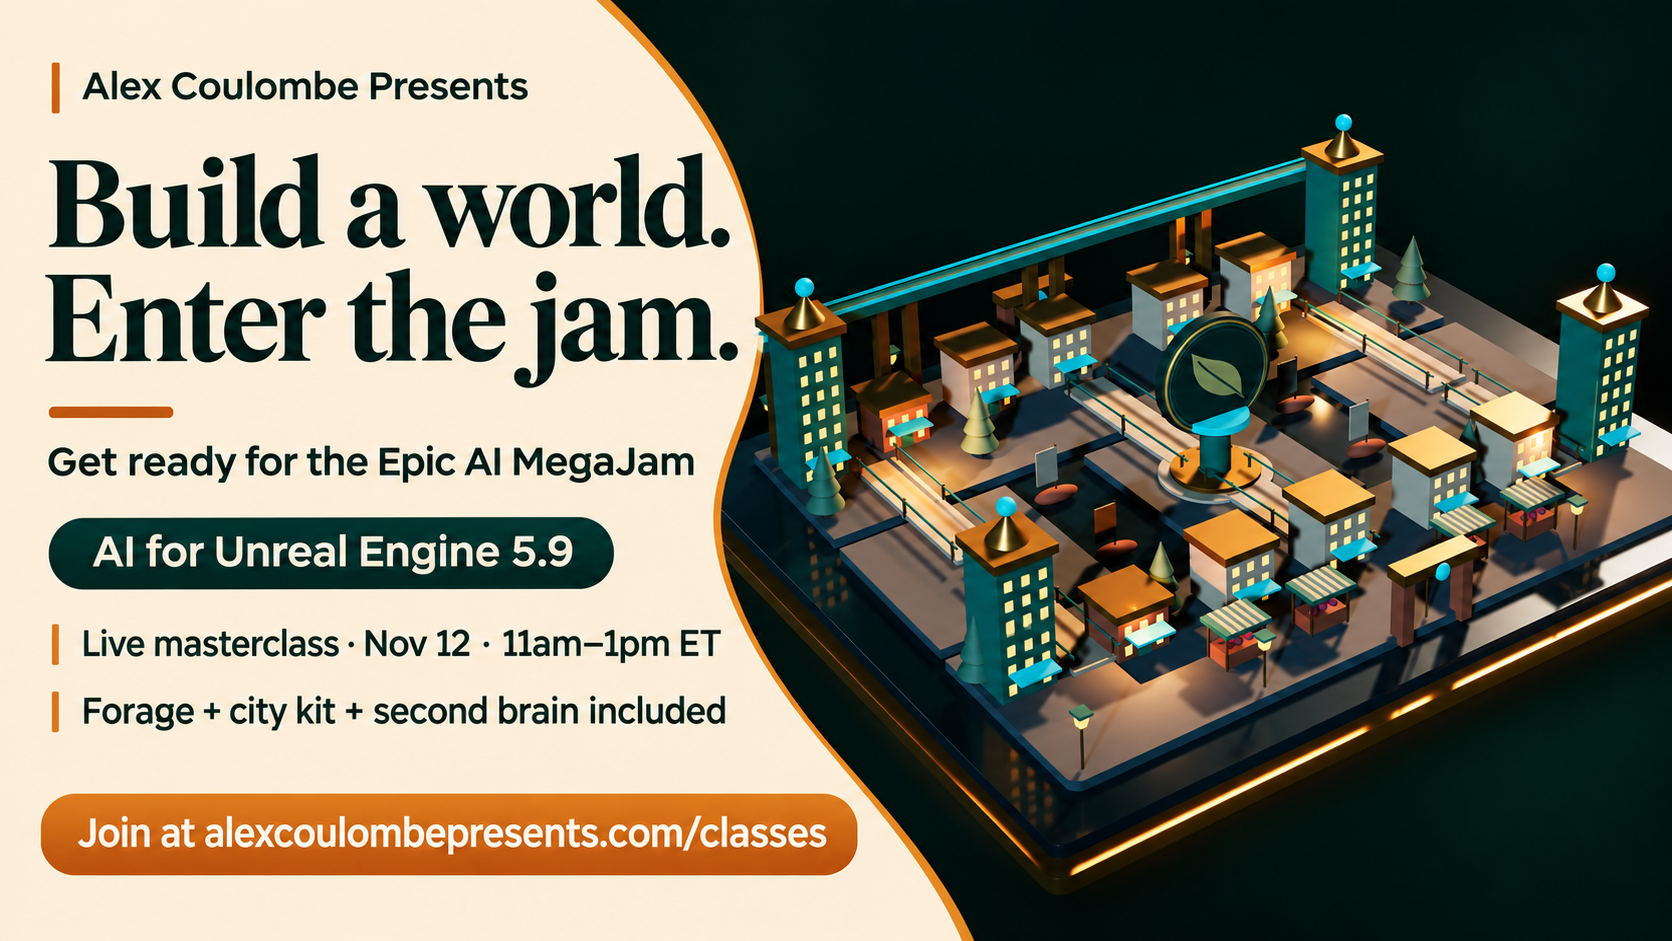 Alex Coulombe Presents
Build a world.
Enter the jam.
Get ready for the Epic AI MegaJam
AI for Unreal Engine 5.9
Live masterclass · Nov 12 · 11am–1pm ET
Forage + city kit + second brain included
Join at alexcoulombepresents.com/classes